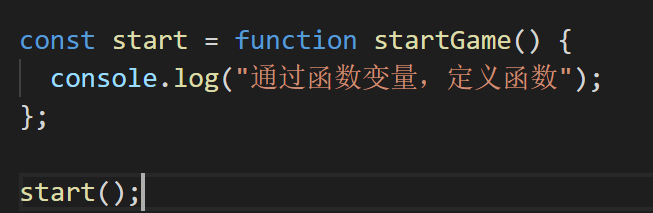 const start = function startGame() {
  console.log("通过函数变量，定义函数");
};
start();